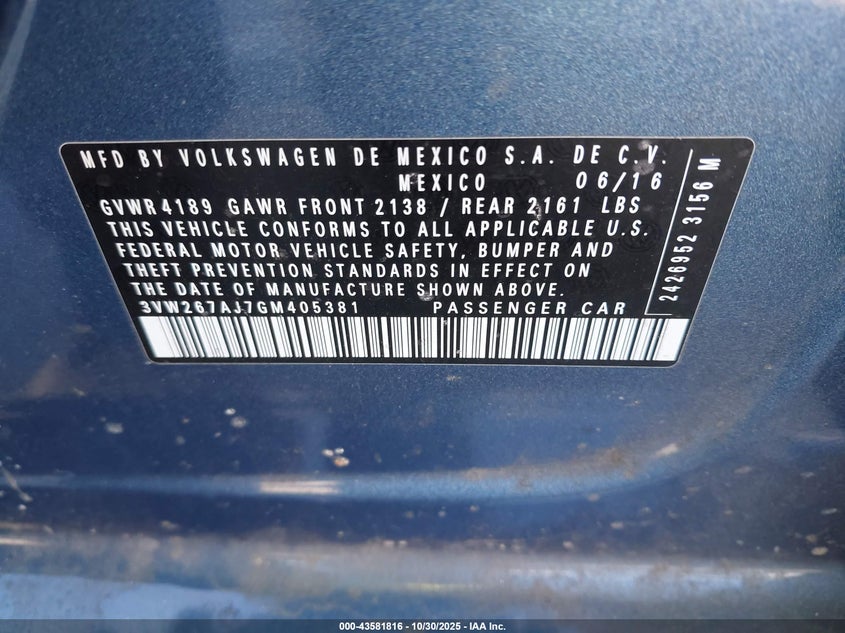 MFD BY VOLKSWAGEN DE MEXICO S.A. DE C.V.
MEXICO 06/16
GVWR4189 GAWR FRONT 2138 / REAR 2161 LBS
THIS VEHICLE CONFORMS TO ALL APPLICABLE U.S.
FEDERAL MOTOR VEHICLE SAFETY, BUMPER AND
THEFT PREVENTION STANDARDS IN EFFECT ON
THE DATE OF MANUFACTURE SHOWN ABOVE.
3VW267AJ7GM405381 PASSENGER CAR
2426952 3156 M
000-43581816 - 10/30/2025 - IAA Inc.